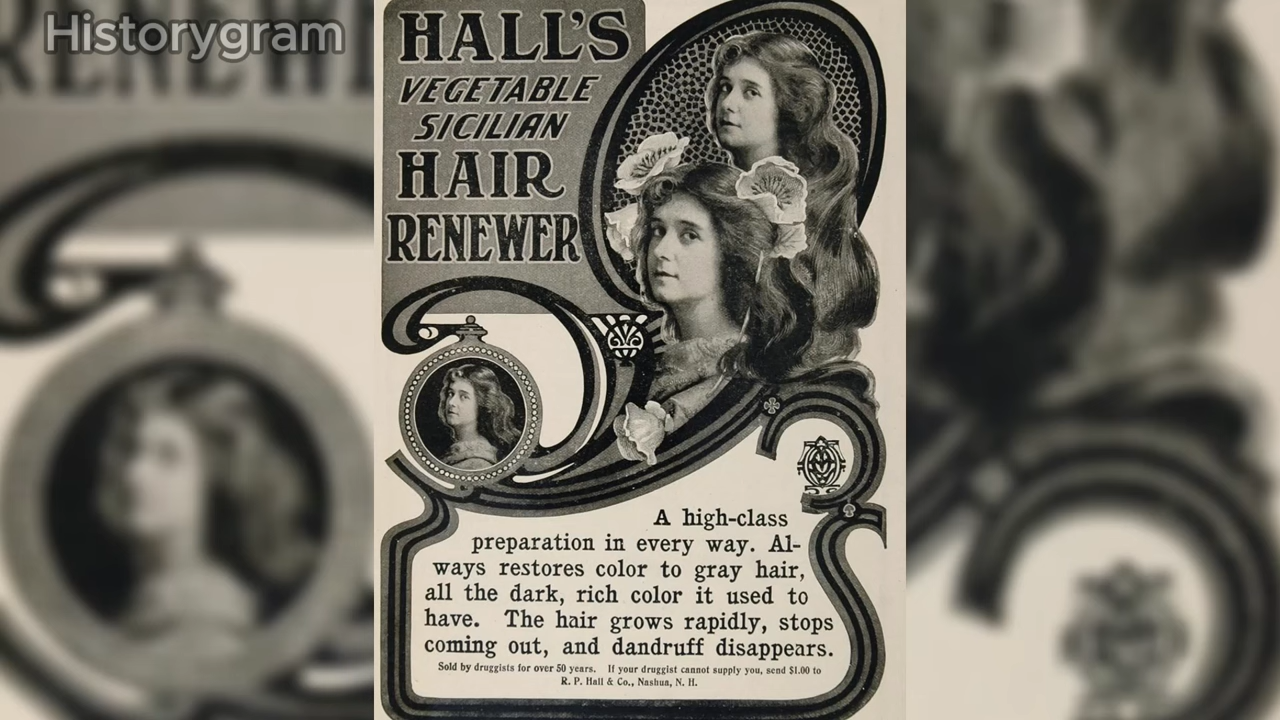 Historygram
HALL'S
VEGETABLE
SICILIAN
HAIR
RENEWER
A high-class
preparation in every way. Al-
ways restores color to gray hair,
all the dark, rich color it used to
have. The hair grows rapidly, stops
coming out, and dandruff disappears.
Sold by druggists for over 50 years. If your druggist cannot supply you, send $1.00 to
R. P. Hall & Co., Nashua, N. H.